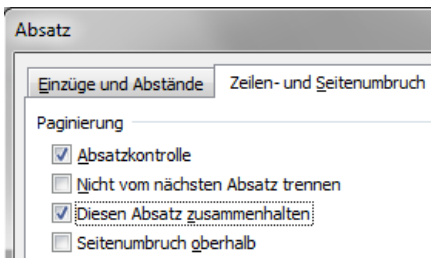 Absatz
Einzüge und Abstände Zeilen- und Seitenumbruch
Paginierung
Absatzkontrolle
Nicht vom nächsten Absatz trennen
Diesen Absatz zusammenhalten
Seitenumbruch oberhalb